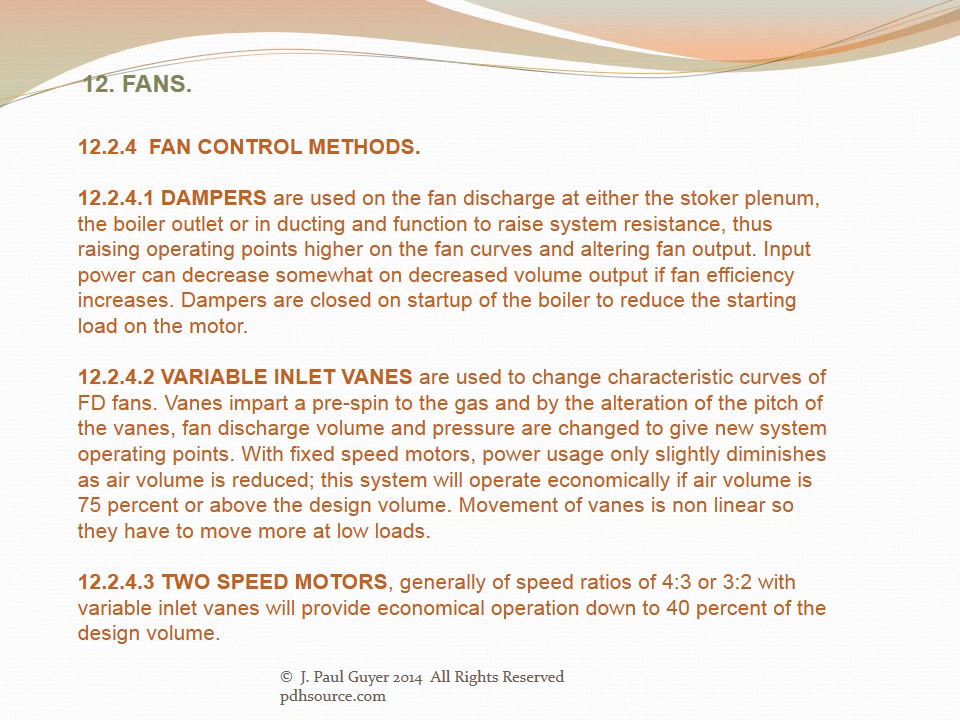 12. FANS.
12.2.4  FAN CONTROL METHODS.
12.2.4.1 DAMPERS are used on the fan discharge at either the stoker plenum,
the boiler outlet or in ducting and function to raise system resistance, thus
raising operating points higher on the fan curves and altering fan output. Input
power can decrease somewhat on decreased volume output if fan efficiency
increases. Dampers are closed on startup of the boiler to reduce the starting
load on the motor.
12.2.4.2 VARIABLE INLET VANES are used to change characteristic curves of
FD fans. Vanes impart a pre-spin to the gas and by the alteration of the pitch of
the vanes, fan discharge volume and pressure are changed to give new system
operating points. With fixed speed motors, power usage only slightly diminishes
as air volume is reduced; this system will operate economically if air volume is
75 percent or above the design volume. Movement of vanes is non linear so
they have to move more at low loads.
12.2.4.3 TWO SPEED MOTORS, generally of speed ratios of 4:3 or 3:2 with
variable inlet vanes will provide economical operation down to 40 percent of the
design volume.
© J. Paul Guyer 2014 All Rights Reserved
pdhsource.com